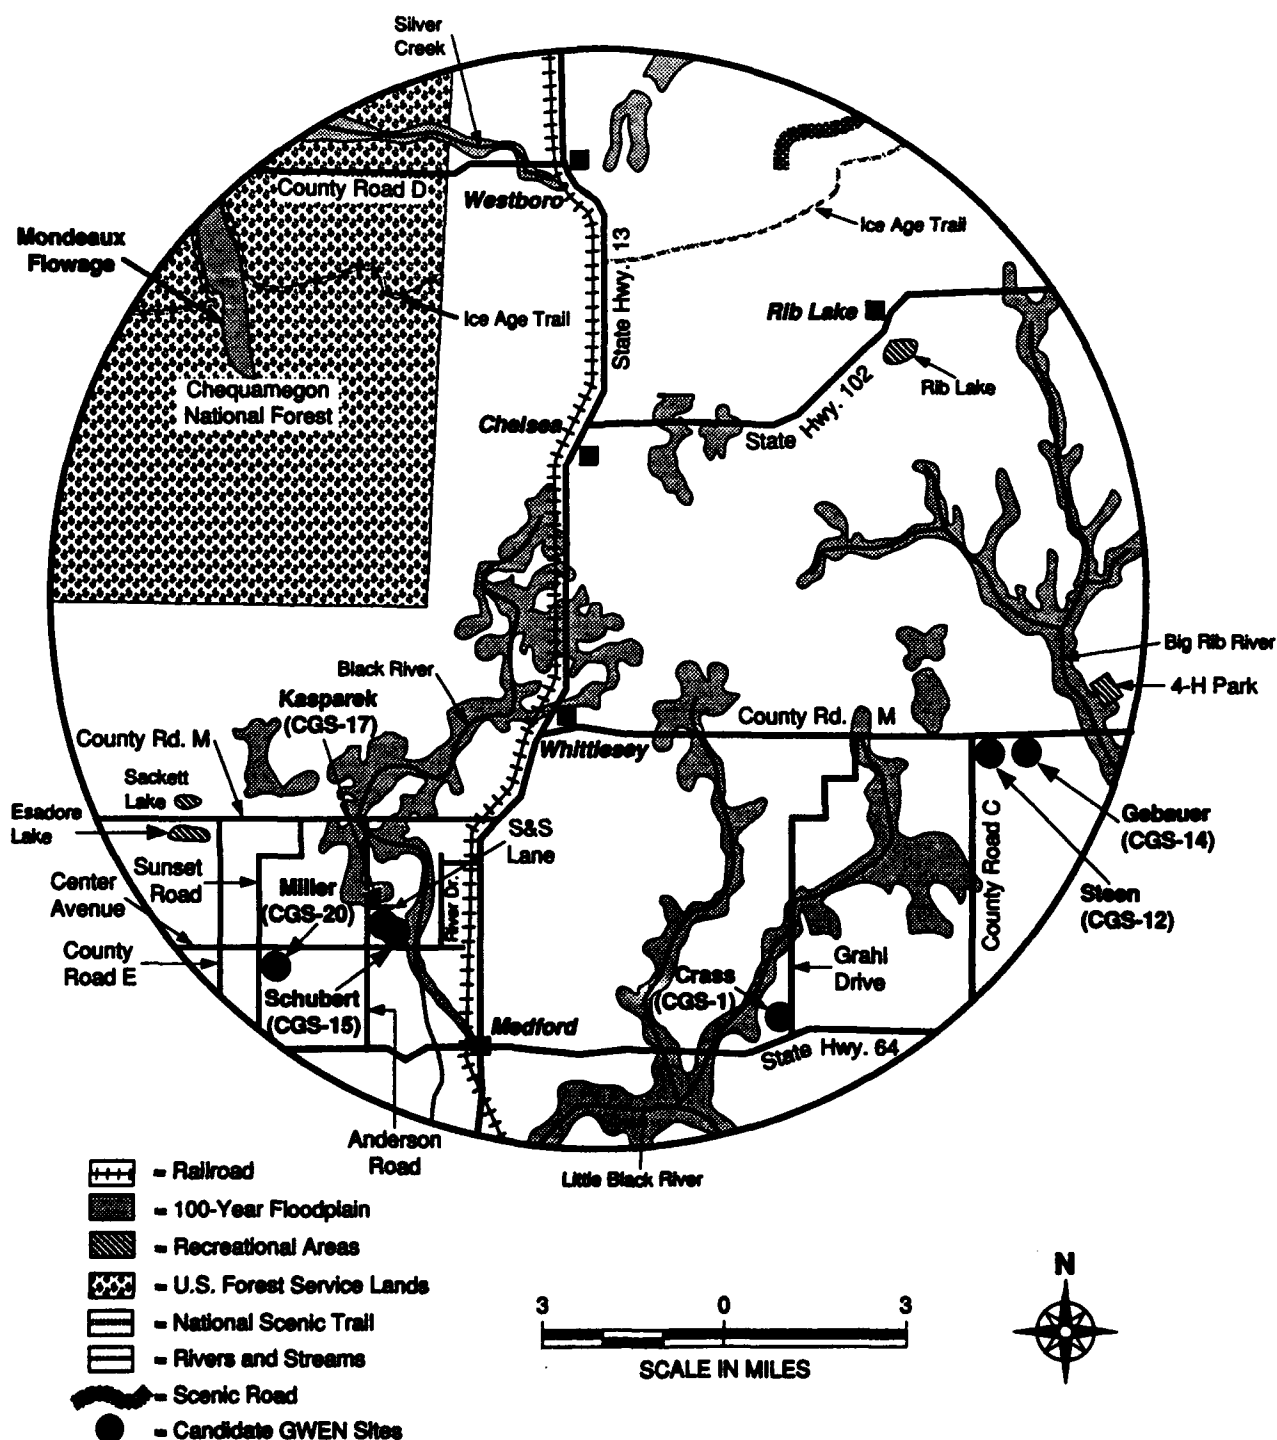 Silver
Creek
County Road D
Westboro
Mondeaux
Flowage
Ice Age Trail
State Hwy. 13
Ice Age Trail
Rib Lake
Rib Lake
Chequamegon
National Forest
Chelsea
State Hwy. 102
Black River
Big Rib River
4-H Park
Kasparek
(CGS-17)
County Rd. M
County Rd. M
Whittlesey
Sackett
Lake
Esadore
Lake
S&S
Lane
Gebauer
(CGS-14)
County Road C
Sunset
Road
Center
Avenue
Miller
(CGS-20)
River Dr.
Steen
(CGS-12)
County
Road E
Grahl
Drive
Crass
(CGS-1)
Schubert
(CGS-15)
Medford
State Hwy. 64
Anderson
Road
Little Black River
= Railroad
= 100-Year Floodplain
= Recreational Areas
= U.S. Forest Service Lands
= National Scenic Trail
= Rivers and Streams
= Scenic Road
= Candidate GWEN Sites
3 0 3
SCALE IN MILES
N